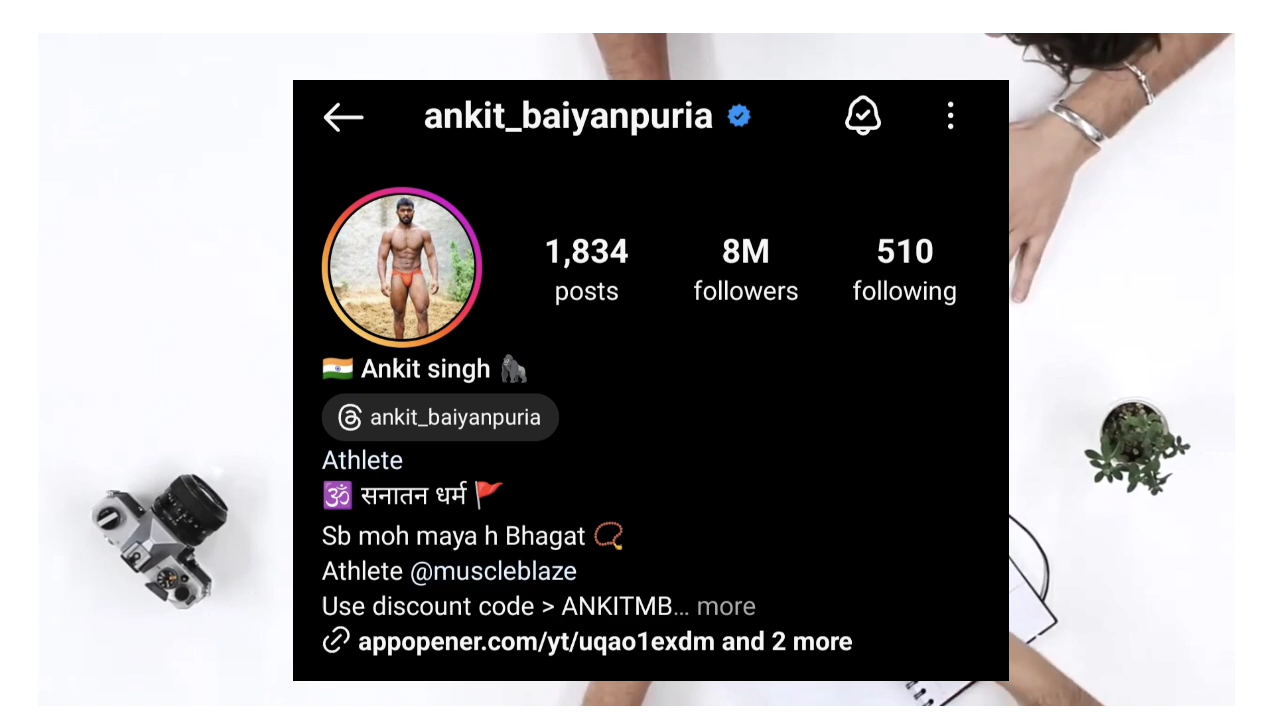 ankit_baiyanpuria
1,834 8M 510
posts followers following
🇮🇳 Ankit singh 🦍
ankit_baiyanpuria
Athlete
🕉 सनातन धर्म 🚩
Sb moh maya h Bhagat 📿
Athlete @muscleblaze
Use discount code > ANKITMB... more
appopener.com/yt/uqao1exdm and 2 more